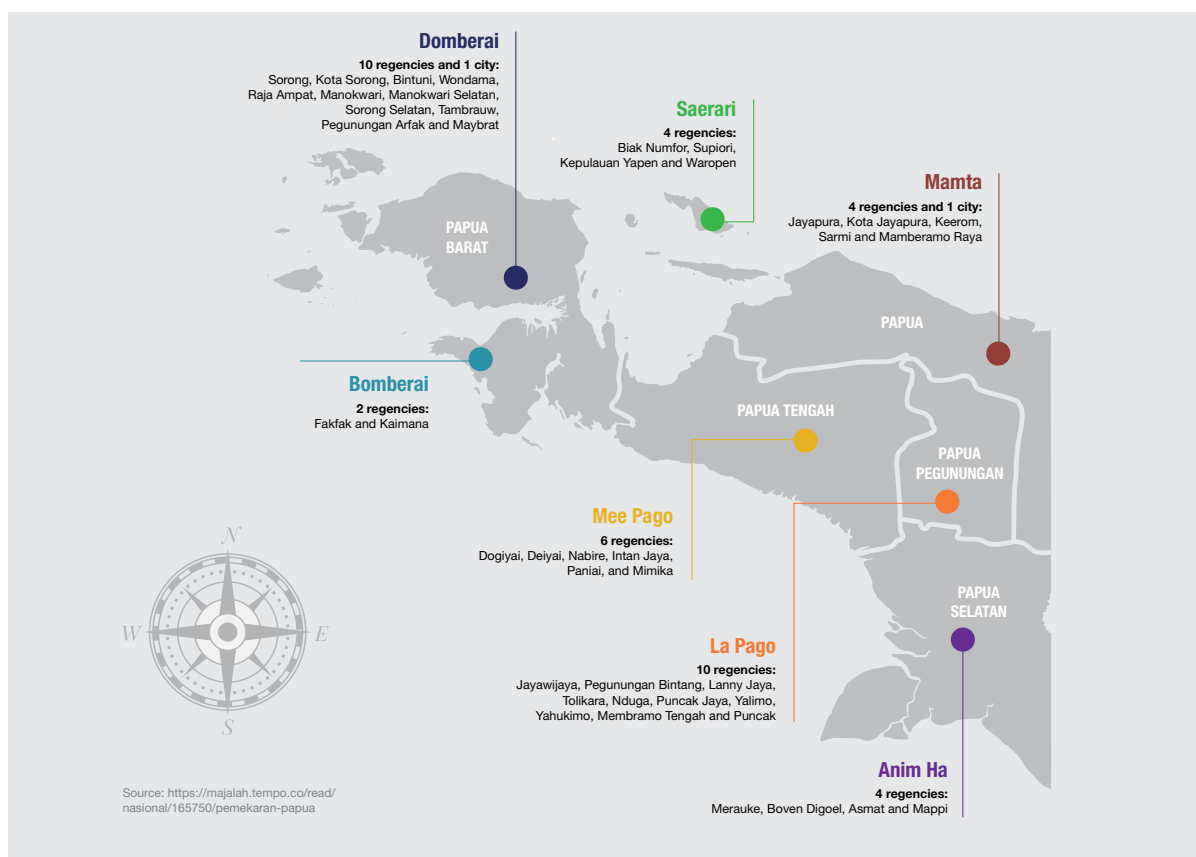 Domberai
10 regencies and 1 city:
Sorong, Kota Sorong, Bintuni, Wondama,
Raja Ampat, Manokwari, Manokwari Selatan,
Sorong Selatan, Tambrauw,
Pegunungan Arfak and Maybrat
Saerari
4 regencies:
Biak Numfor, Supiori,
Kepulauan Yapen and Waropen
Mamta
4 regencies and 1 city:
Jayapura, Kota Jayapura, Keerom,
Sarmi and Mamberamo Raya
PAPUA
BARAT
PAPUA
Bomberai
2 regencies:
Fakfak and Kaimana
PAPUA TENGAH
PAPUA
PEGUNUNGAN
Mee Pago
6 regencies:
Dogiyai, Deiyai, Nabire, Intan Jaya,
Paniai, and Mimika
N
W
E
S
PAPUA
SELATAN
La Pago
10 regencies:
Jayawijaya, Pegunungan Bintang, Lanny Jaya,
Tolikara, Nduga, Puncak Jaya, Yalimo,
Yahukimo, Membramo Tengah and Puncak
Anim Ha
4 regencies:
Merauke, Boven Digoel, Asmat and Mappi
Source: https://majalah.tempo.co/read/
nasional/165750/pemekaran-papua